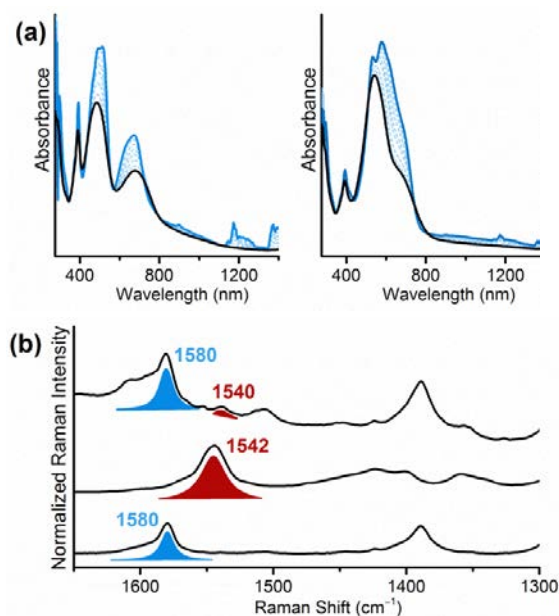 (a)
Absorbance
400 800 1200
Wavelength (nm)
Absorbance
400 800 1200
Wavelength (nm)
(b)
Normalized Raman Intensity
1580
1540
1542
1580
1600 1500 1400 1300
Raman Shift (cm⁻¹)